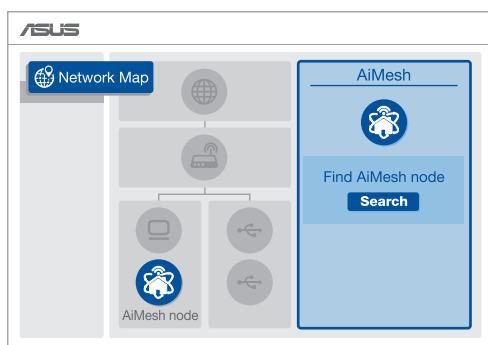 ASUS
Network Map
AiMesh
Find AiMesh node
Search
AiMesh node